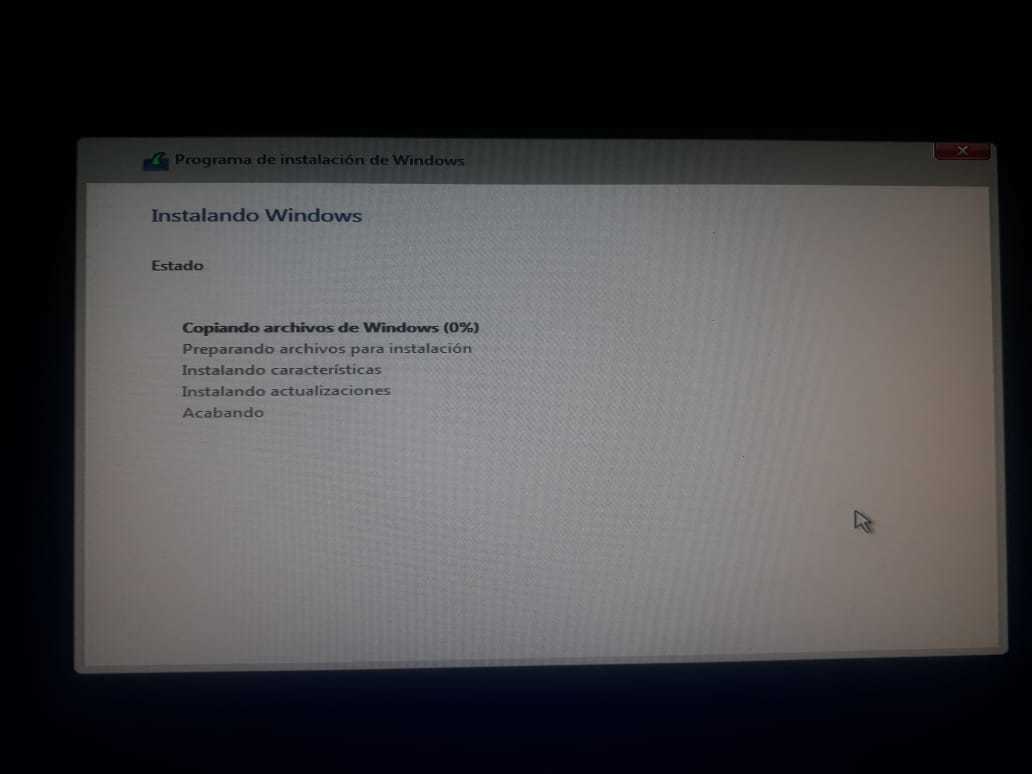 Programa de instalación de Windows
Instalando Windows
Estado
Copiando archivos de Windows (0%)
Preparando archivos para instalación
Instalando características
Instalando actualizaciones
Acabando